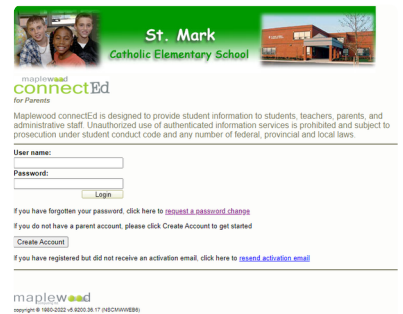 St. Mark
Catholic Elementary School
maplewood
connectEd
for Parents
Maplewood connectEd is designed to provide student information to students, teachers, parents, and
administrative staff. Unauthorized use of authenticated information services is prohibited and subject to
prosecution under student conduct code and any number of federal, provincial and local laws.
User name:
Password:
Login
If you have forgotten your password, click here to request a password change
If you do not have a parent account, please click Create Account to get started
Create Account
If you have registered but did not receive an activation email, click here to resend activation email
maplewood
copyright © 1980-2022 v5.9200.36.17 (NSCMWWEB6)